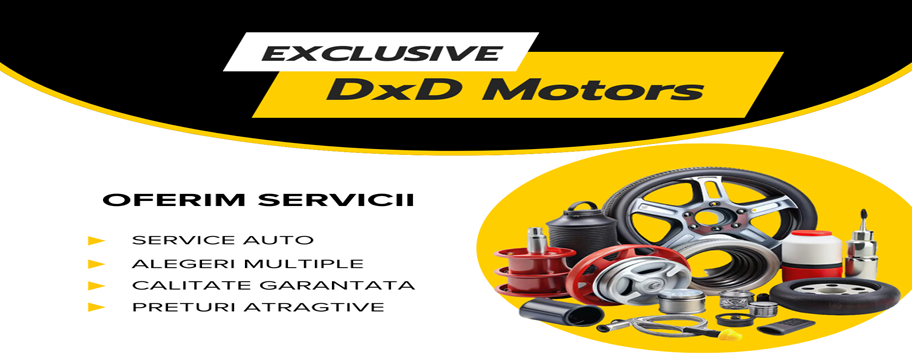 EXCLUSIVE
DxD Motors
OFERIM SERVICII
SERVICE AUTO
ALEGERI MULTIPLE
CALITATE GARANTATA
PRETURI ATRAGTIVE